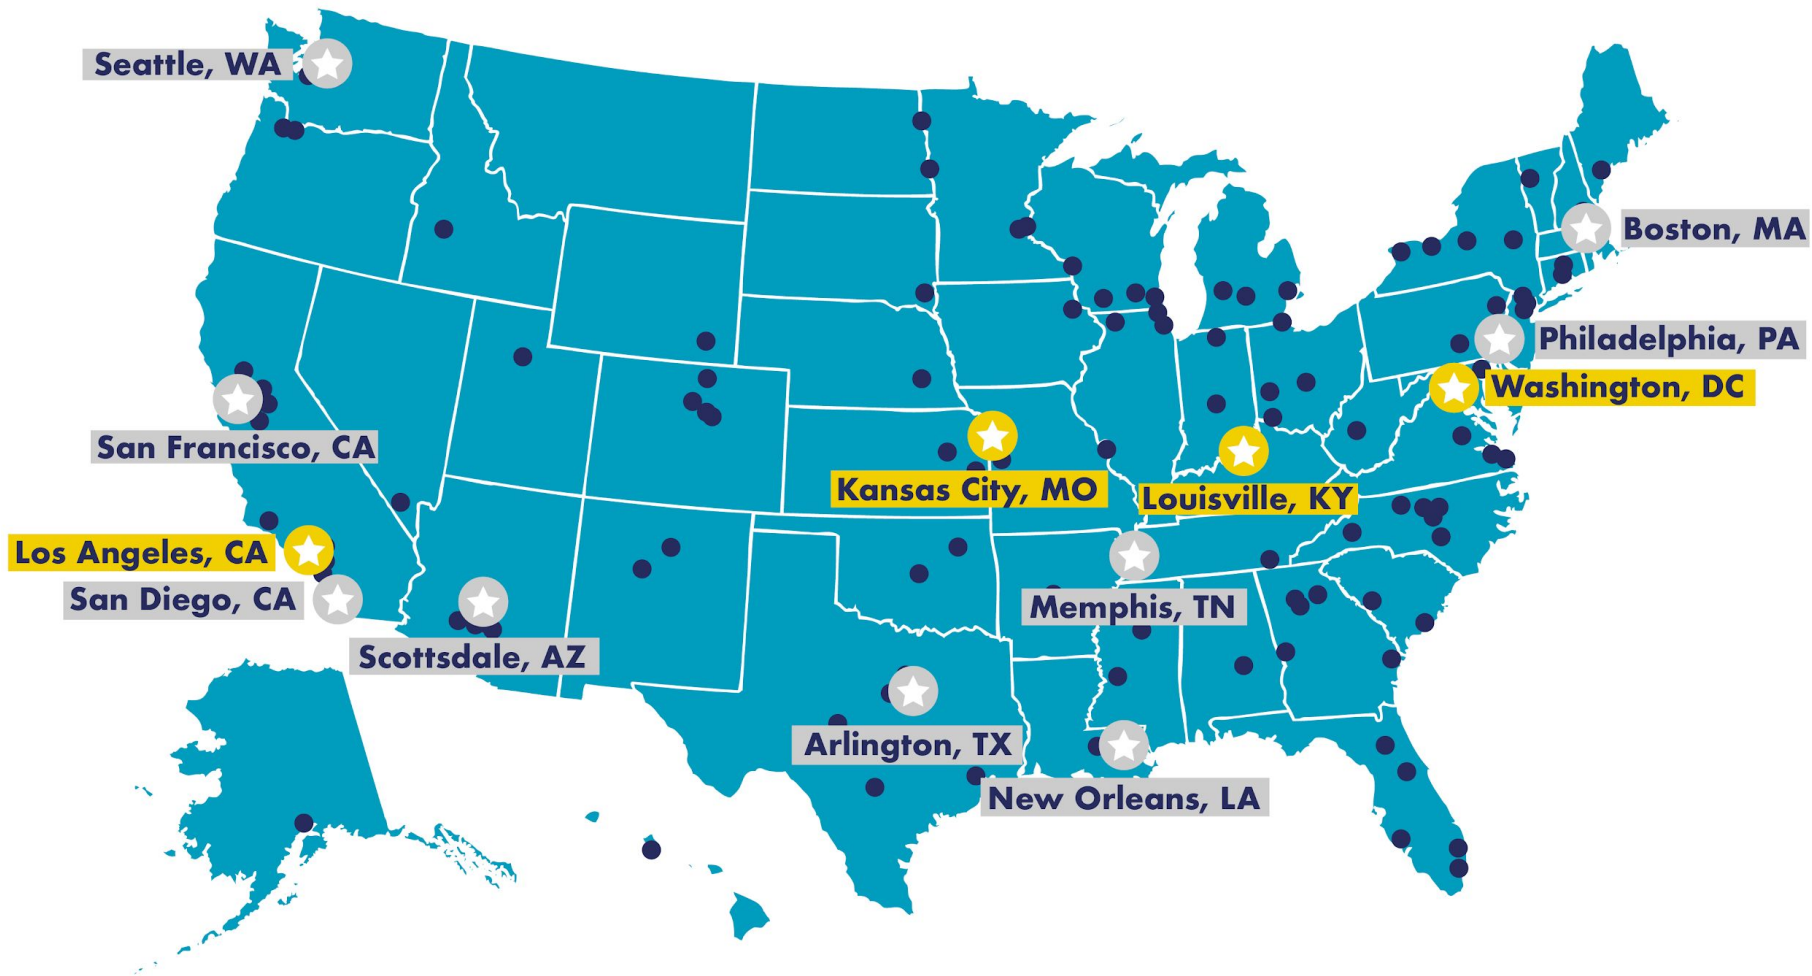 Seattle, WA
Boston, MA
Philadelphia, PA
Washington, DC
San Francisco, CA
Kansas City, MO
Louisville, KY
Los Angeles, CA
San Diego, CA
Memphis, TN
Scottsdale, AZ
Arlington, TX
New Orleans, LA